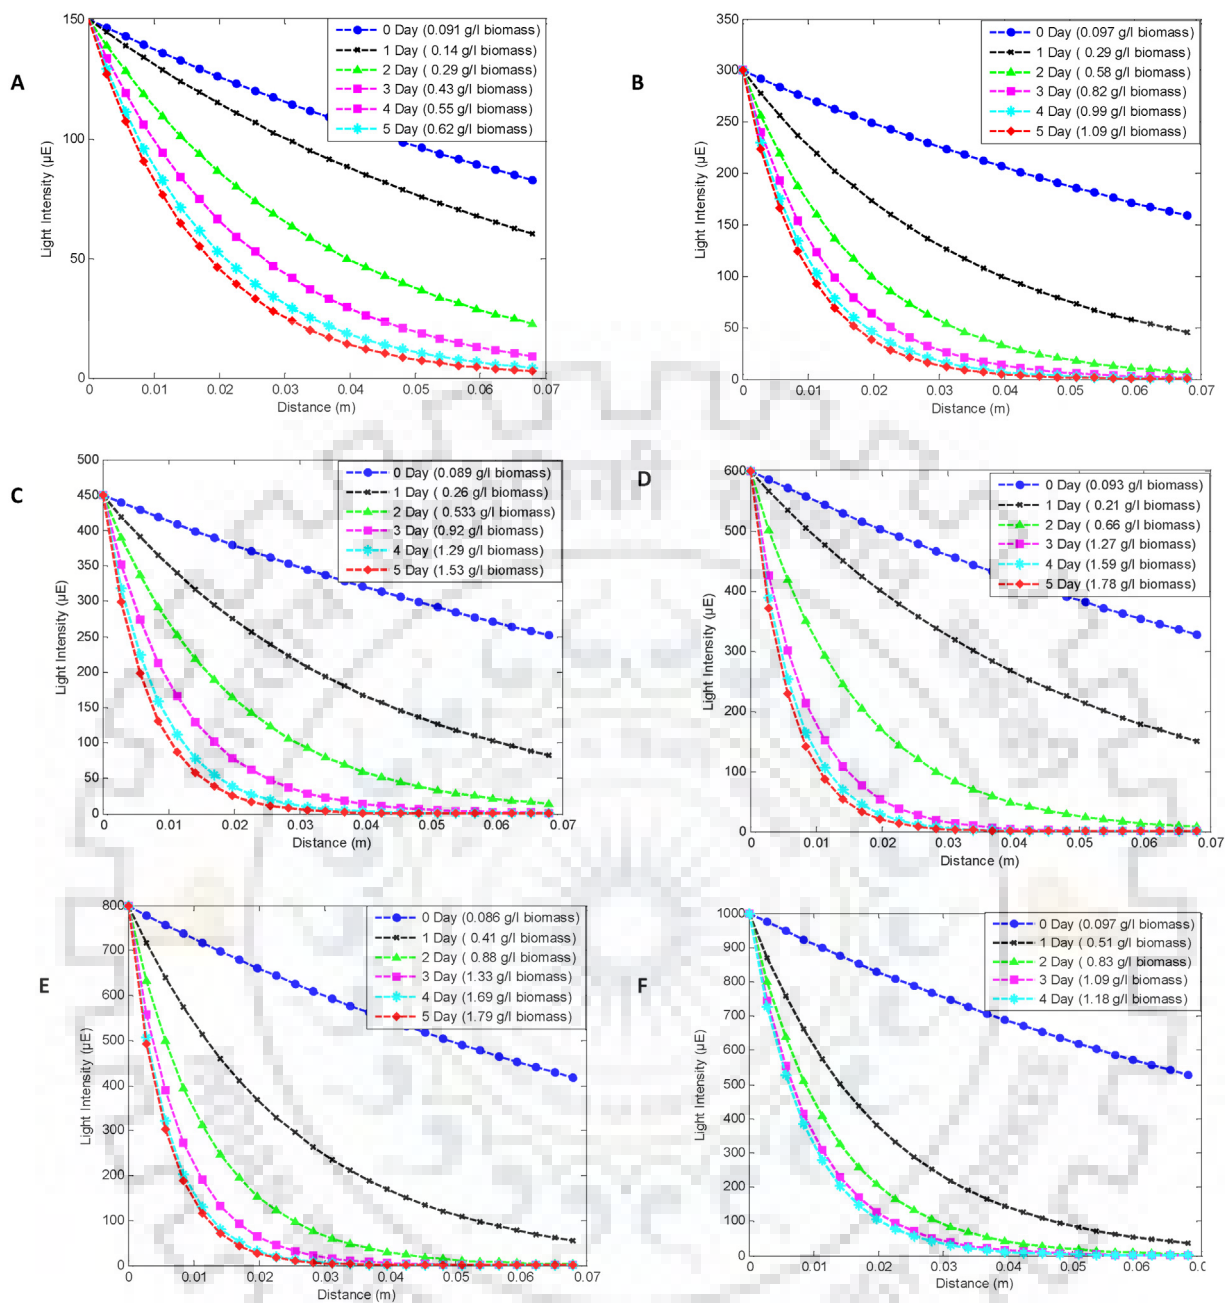 A
150
100
50
0
Light Intensity (µE)
0 Day (0.091 g/l biomass)
1 Day ( 0.14 g/l biomass)
2 Day ( 0.29 g/l biomass)
3 Day (0.43 g/l biomass)
4 Day (0.55 g/l biomass)
5 Day (0.62 g/l biomass)
0 0.01 0.02 0.03 0.04 0.05 0.06 0.07
Distance (m)
B
350
300
250
200
150
100
50
0
Light Intensity (µE)
0 Day (0.097 g/l biomass)
1 Day ( 0.29 g/l biomass)
2 Day ( 0.58 g/l biomass)
3 Day (0.82 g/l biomass)
4 Day (0.99 g/l biomass)
5 Day (1.09 g/l biomass)
0 0.01 0.02 0.03 0.04 0.05 0.06 0.07
Distance (m)
C
500
450
400
350
300
250
200
150
100
50
0
Light Intensity (µE)
0 Day (0.089 g/l biomass)
1 Day ( 0.26 g/l biomass)
2 Day ( 0.533 g/l biomass)
3 Day (0.92 g/l biomass)
4 Day (1.29 g/l biomass)
5 Day (1.53 g/l biomass)
0 0.01 0.02 0.03 0.04 0.05 0.06 0.07
Distance (m)
D
600
500
400
300
200
100
0
Light Intensity (µE)
0 Day (0.093 g/l biomass)
1 Day ( 0.21 g/l biomass)
2 Day ( 0.66 g/l biomass)
3 Day (1.27 g/l biomass)
4 Day (1.59 g/l biomass)
5 Day (1.78 g/l biomass)
0 0.01 0.02 0.03 0.04 0.05 0.06 0.07
Distance (m)
E
800
700
600
500
400
300
200
100
0
Light Intensity (µE)
0 Day (0.086 g/l biomass)
1 Day ( 0.41 g/l biomass)
2 Day ( 0.88 g/l biomass)
3 Day (1.33 g/l biomass)
4 Day (1.69 g/l biomass)
5 Day (1.79 g/l biomass)
0 0.01 0.02 0.03 0.04 0.05 0.06 0.07
Distance (m)
F
1000
900
800
700
600
500
400
300
200
100
0
Light Intensity (µE)
0 Day (0.097 g/l biomass)
1 Day ( 0.51 g/l biomass)
2 Day ( 0.83 g/l biomass)
3 Day (1.09 g/l biomass)
4 Day (1.18 g/l biomass)
0 0.01 0.02 0.03 0.04 0.05 0.06
Distance (m)